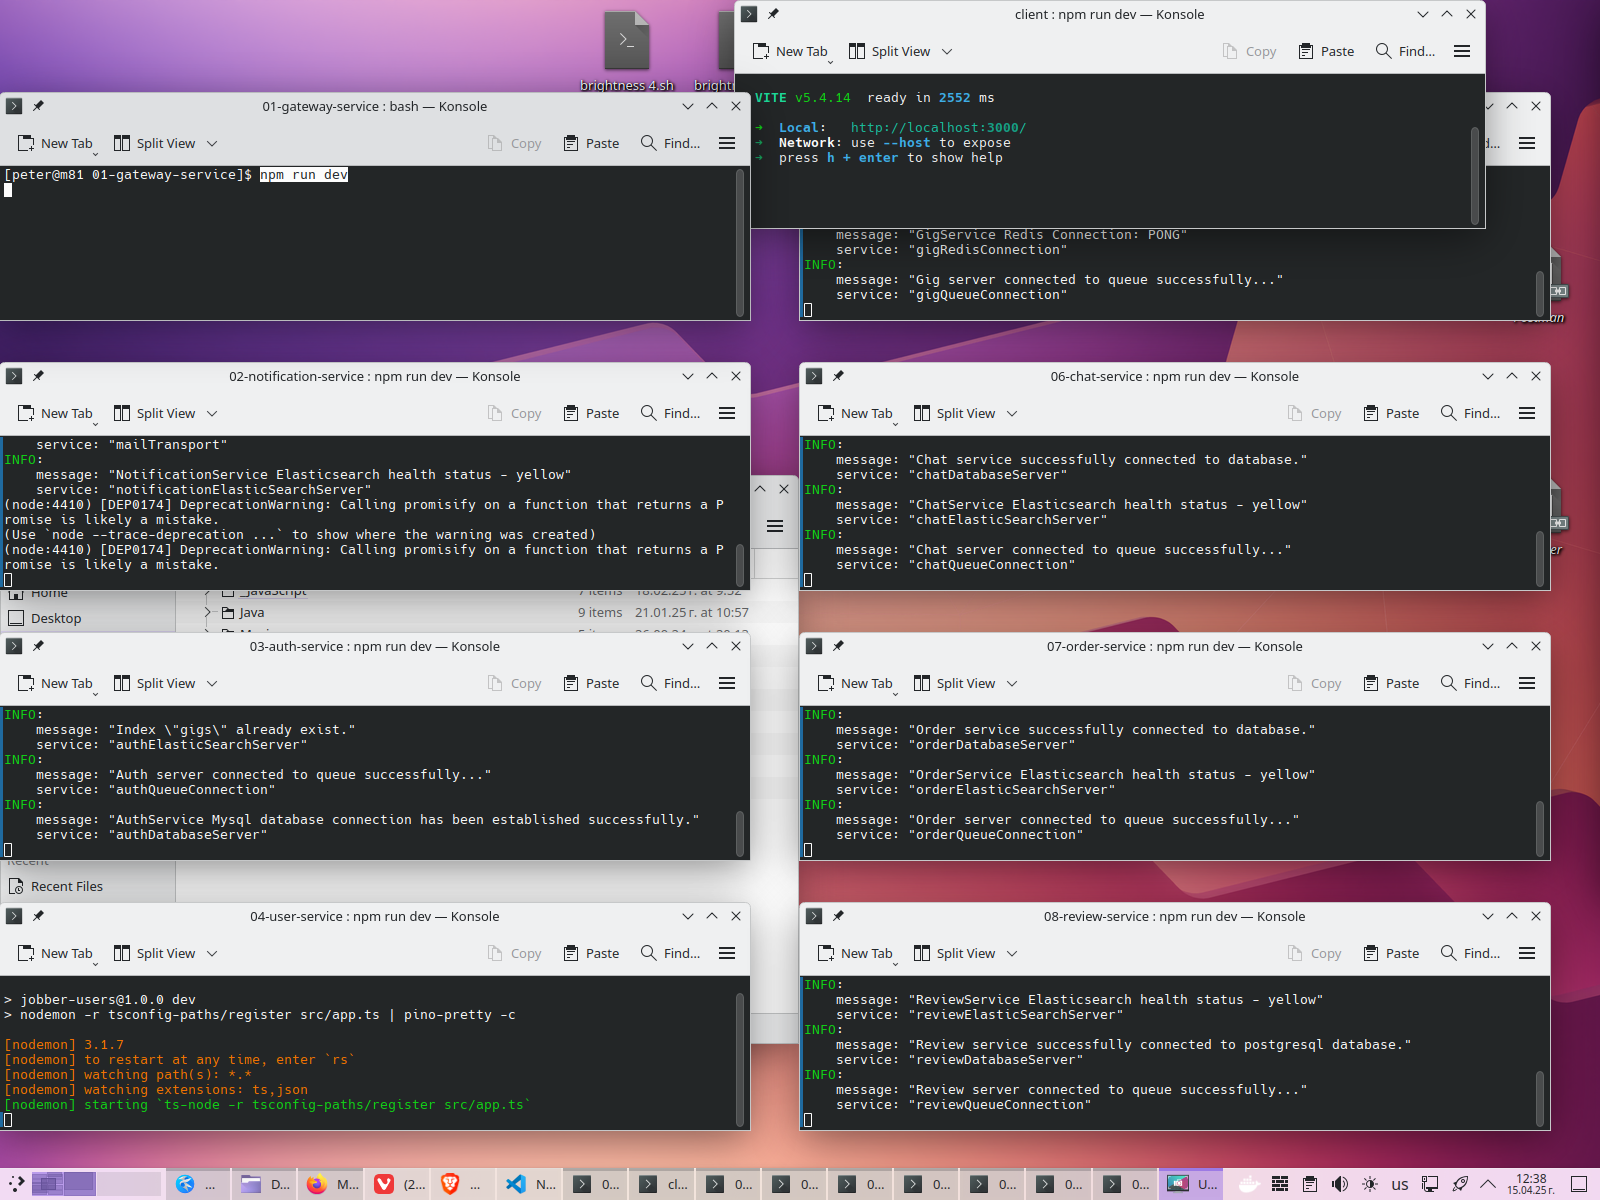 brightness 4.sh
client : npm run dev — Konsole
New Tab
Split View
Copy
Paste
Find...
VITE v5.4.14  ready in 2552 ms
➜  Local:   http://localhost:3000/
➜  Network: use --host to expose
➜  press h + enter to show help
01-gateway-service : bash — Konsole
New Tab
Split View
Copy
Paste
Find...
[peter@m81 01-gateway-service]$ npm run dev
message: "GigService Redis Connection: PONG"
service: "gigRedisConnection"
INFO:
message: "Gig server connected to queue successfully..."
service: "gigQueueConnection"
02-notification-service : npm run dev — Konsole
New Tab
Split View
Copy
Paste
Find...
service: "mailTransport"
INFO:
message: "NotificationService Elasticsearch health status - yellow"
service: "notificationElasticSearchServer"
(node:4410) [DEP0174] DeprecationWarning: Calling promisify on a function that returns a P
romise is likely a mistake.
(Use `node --trace-deprecation ...` to show where the warning was created)
(node:4410) [DEP0174] DeprecationWarning: Calling promisify on a function that returns a P
romise is likely a mistake.
06-chat-service : npm run dev — Konsole
New Tab
Split View
Copy
Paste
Find...
INFO:
message: "Chat service successfully connected to database."
service: "chatDatabaseServer"
INFO:
message: "ChatService Elasticsearch health status - yellow"
service: "chatElasticSearchServer"
INFO:
message: "Chat server connected to queue successfully..."
service: "chatQueueConnection"
Home
_JavaScript 7 items 18.02.25 г. at 9:52
Desktop
Java 9 items 21.01.25 г. at 10:57
03-auth-service : npm run dev — Konsole
New Tab
Split View
Copy
Paste
Find...
INFO:
message: "Index \"gigs\" already exist."
service: "authElasticSearchServer"
INFO:
message: "Auth server connected to queue successfully..."
service: "authQueueConnection"
INFO:
message: "AuthService Mysql database connection has been established successfully."
service: "authDatabaseServer"
07-order-service : npm run dev — Konsole
New Tab
Split View
Copy
Paste
Find...
INFO:
message: "Order service successfully connected to database."
service: "orderDatabaseServer"
INFO:
message: "OrderService Elasticsearch health status - yellow"
service: "orderElasticSearchServer"
INFO:
message: "Order server connected to queue successfully..."
service: "orderQueueConnection"
Recent
Recent Files
04-user-service : npm run dev — Konsole
New Tab
Split View
Copy
Paste
Find...
> jobber-users@1.0.0 dev
> nodemon -r tsconfig-paths/register src/app.ts | pino-pretty -c
[nodemon] 3.1.7
[nodemon] to restart at any time, enter `rs`
[nodemon] watching path(s): *.*
[nodemon] watching extensions: ts,json
[nodemon] starting `ts-node -r tsconfig-paths/register src/app.ts`
08-review-service : npm run dev — Konsole
New Tab
Split View
Copy
Paste
Find...
INFO:
message: "ReviewService Elasticsearch health status - yellow"
service: "reviewElasticSearchServer"
INFO:
message: "Review service successfully connected to postgresql database."
service: "reviewDatabaseServer"
INFO:
message: "Review server connected to queue successfully..."
service: "reviewQueueConnection"
...
D...
M...
(2...
...
N...
0...
cl...
0...
0...
0...
0...
0...
0...
0...
U...
us
12:38
15.04.25 г.